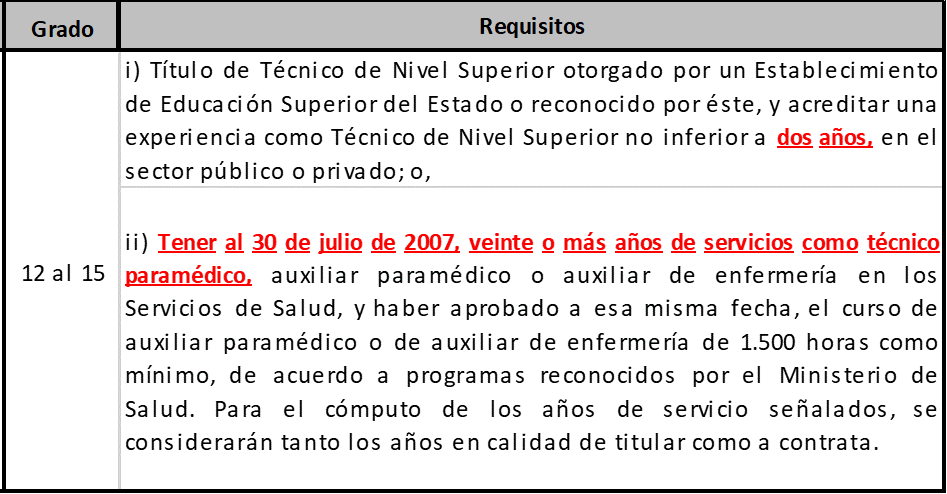 Grado
Requisitos
i) Título de Técnico de Nivel Superior otorgado por un Establecimiento
de Educación Superior del Estado o reconocido por éste, y acreditar una
experiencia como Técnico de Nivel Superior no inferior a dos años, en el
sector público o privado; o,
12 al 15
ii) Tener al 30 de julio de 2007, veinte o más años de servicios como técnico
paramédico, auxiliar paramédico o auxiliar de enfermería en los
Servicios de Salud, y haber aprobado a esa misma fecha, el curso de
auxiliar paramédico o de auxiliar de enfermería de 1.500 horas como
mínimo, de acuerdo a programas reconocidos por el Ministerio de
Salud. Para el cómputo de los años de servicio señalados, se
considerarán tanto los años en calidad de titular como a contrata.